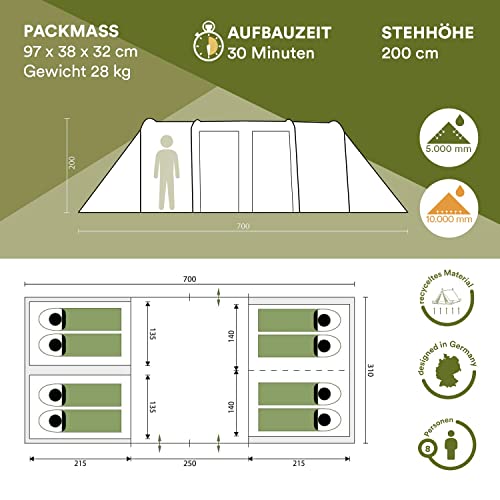 PACKMASS
97 x 38 x 32 cm
Gewicht 28 kg
AUFBAUZEIT
30 Minuten
STEHHÖHE
200 cm
5.000 mm
10.000 mm
200
700
700
135
140
135
140
310
215
250
215
recyceltes Material
designed in Germany
Personen
8